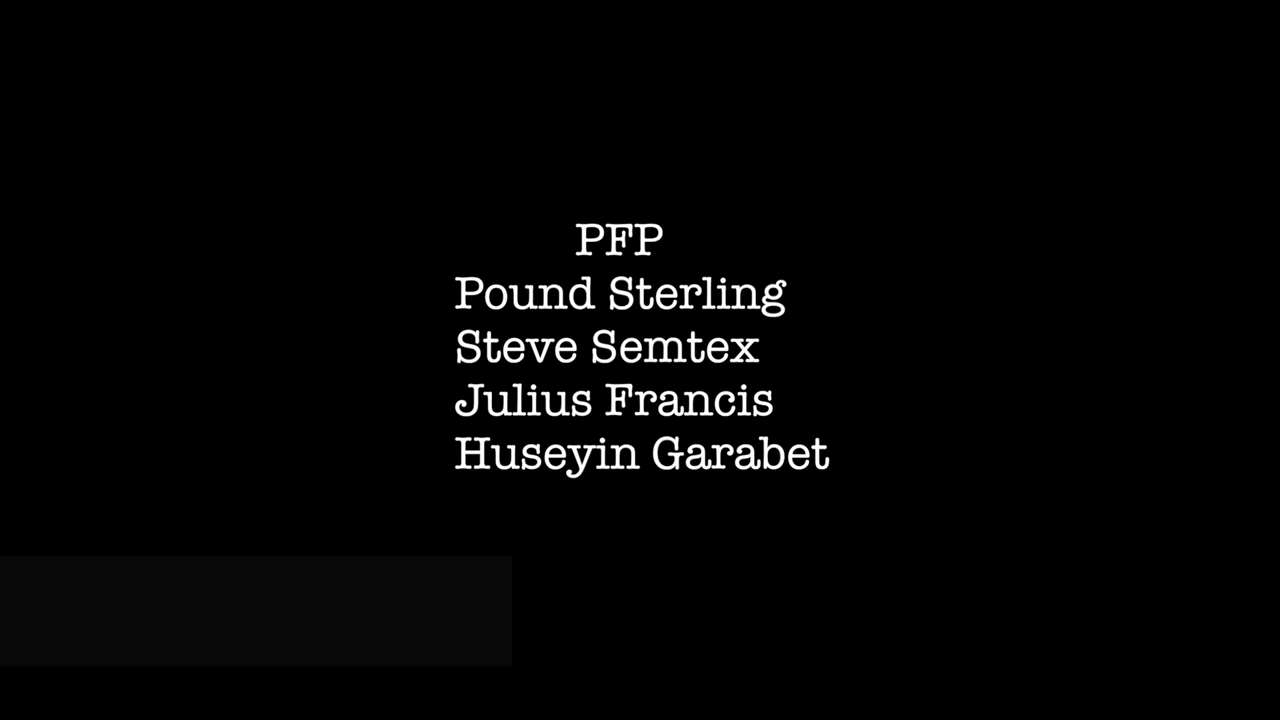 PFP
Pound Sterling
Steve Semtex
Julius Francis
Huseyin Garabet